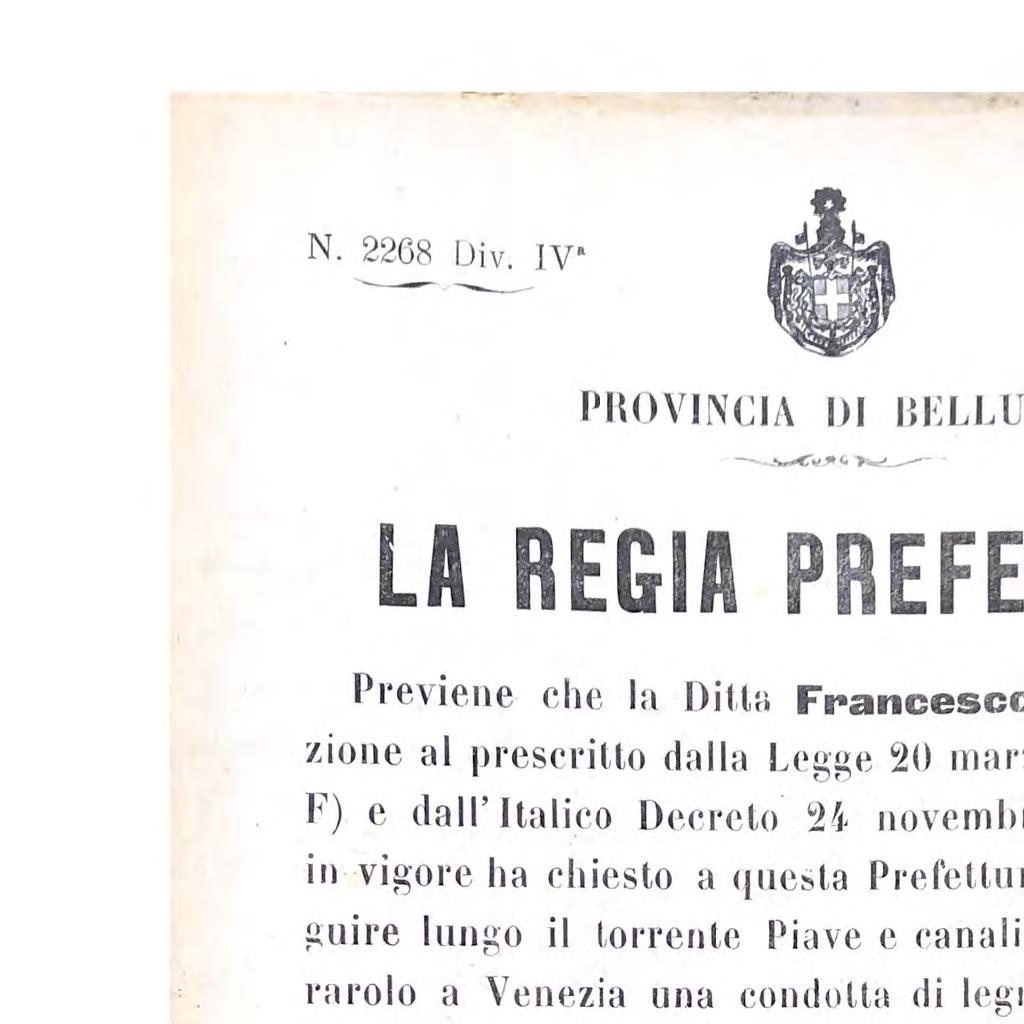 N. 2268 Div. IVª
PROVINCIA DI BELLU
LA REGIA PREFE
Previene che la Ditta Francesco
zione al prescritto dalla Legge 20 mar
F) e dall'Italico Decreto 24 novemb
in vigore ha chiesto a questa Prefettu
guire lungo il torrente Piave e canali
rarolo a Venezia una condotta di leg